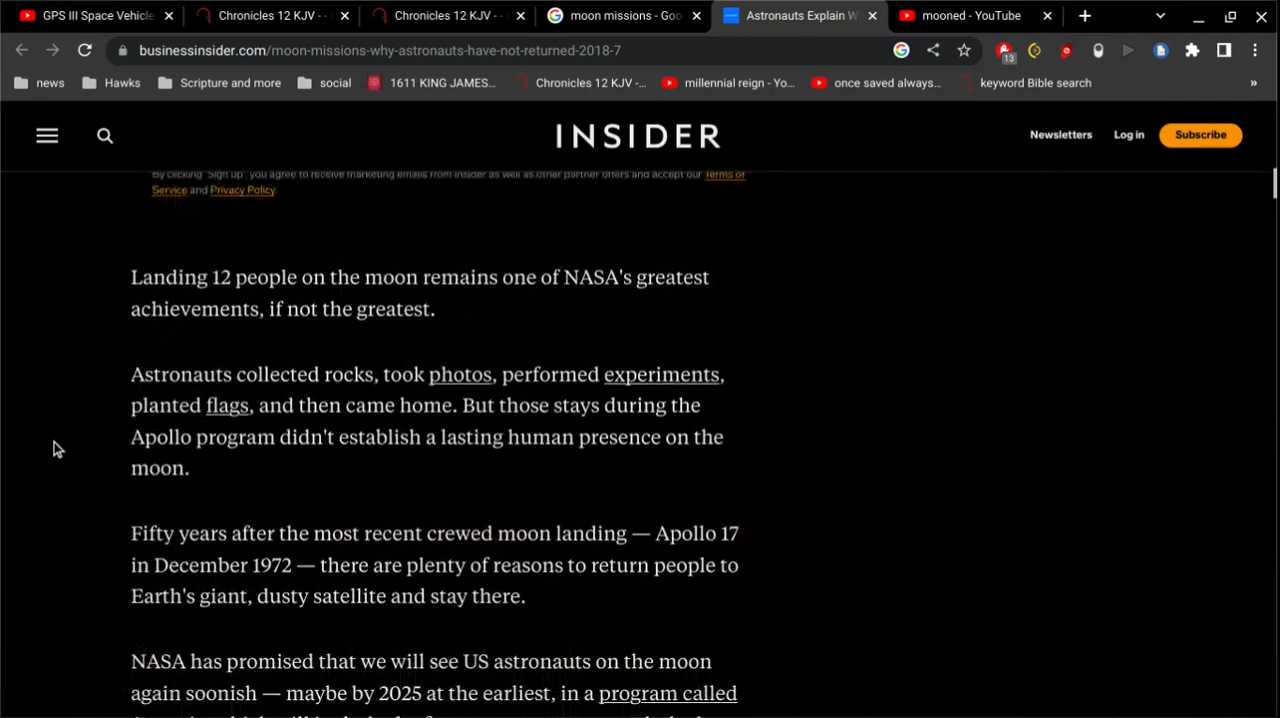 GPS III Space Vehicle
Chronicles 12 KJV - -
Chronicles 12 KJV - -
moon missions - Goo
Astronauts Explain W
mooned - YouTube
businessinsider.com/moon-missions-why-astronauts-have-not-returned-2018-7
13
news
Hawks
Scripture and more
social
1611 KING JAMES...
Chronicles 12 KJV -...
millennial reign - Yo...
once saved always...
keyword Bible search
»
INSIDER
Newsletters
Log in
Subscribe
By clicking 'Sign up', you agree to receive marketing emails from Insider as well as other partner offers and accept our Terms of
Service and Privacy Policy.
Landing 12 people on the moon remains one of NASA's greatest
achievements, if not the greatest.
Astronauts collected rocks, took photos, performed experiments,
planted flags, and then came home. But those stays during the
Apollo program didn't establish a lasting human presence on the
moon.
Fifty years after the most recent crewed moon landing — Apollo 17
in December 1972 — there are plenty of reasons to return people to
Earth's giant, dusty satellite and stay there.
NASA has promised that we will see US astronauts on the moon
again soonish — maybe by 2025 at the earliest, in a program called